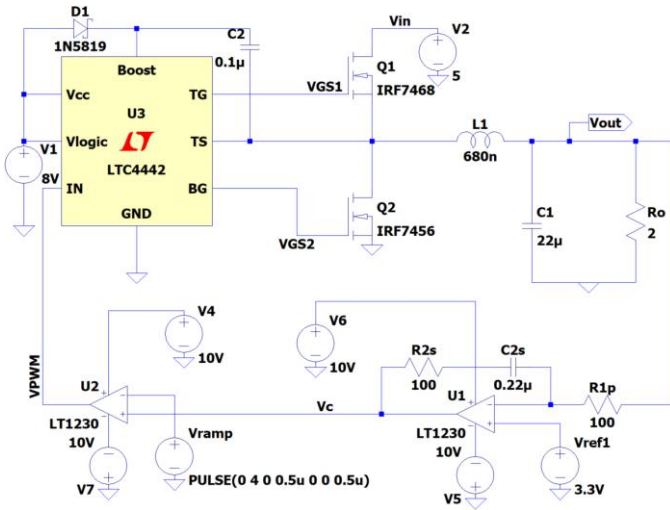 D1
1N5819
C2
0.1µ
Vin
V2
5
Boost
Vcc
TG
VGS1
Q1
IRF7468
U3
Vlogic
TS
LTC4442
L1
680n
Vout
V1
8V
IN
BG
GND
VGS2
Q2
IRF7456
C1
22µ
Ro
2
V4
10V
V6
10V
R2s
100
C2s
0.22µ
R1p
100
VPWM
U2
LT1230
10V
V7
Vramp
PULSE(0 4 0 0.5u 0 0 0.5u)
Vc
U1
LT1230
10V
V5
Vref1
3.3V